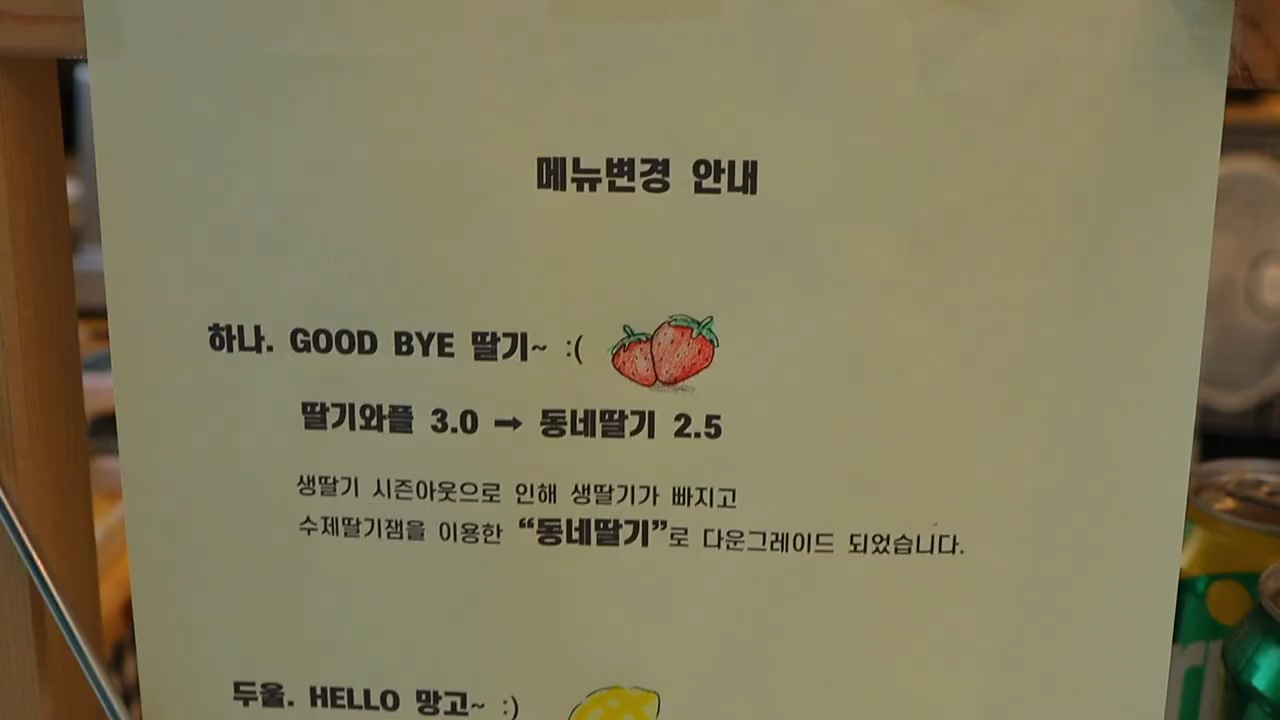 메뉴변경 안내
하나. GOOD BYE 딸기~ :(
딸기와플 3.0 → 동네딸기 2.5
생딸기 시즌아웃으로 인해 생딸기가 빠지고
수제딸기잼을 이용한 “동네딸기”로 다운그레이드 되었습니다.
두울. HELLO 망고~ :)